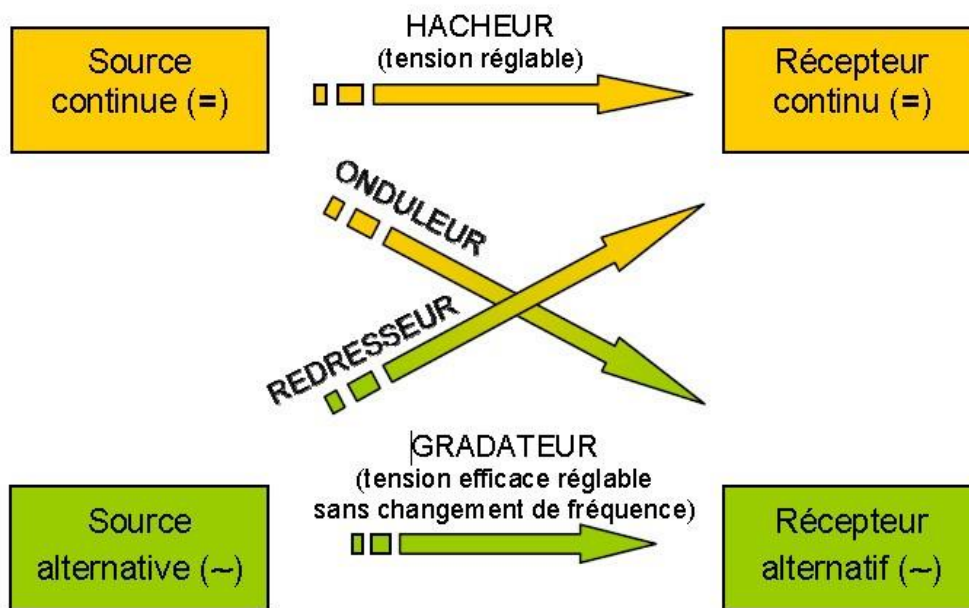 HACHEUR
(tension réglable)
Source
continue (=)
Récepteur
continu (=)
ONDULEUR
REDRESSEUR
GRADATEUR
(tension efficace réglable
sans changement de fréquence)
Source
alternative (~)
Récepteur
alternatif (~)